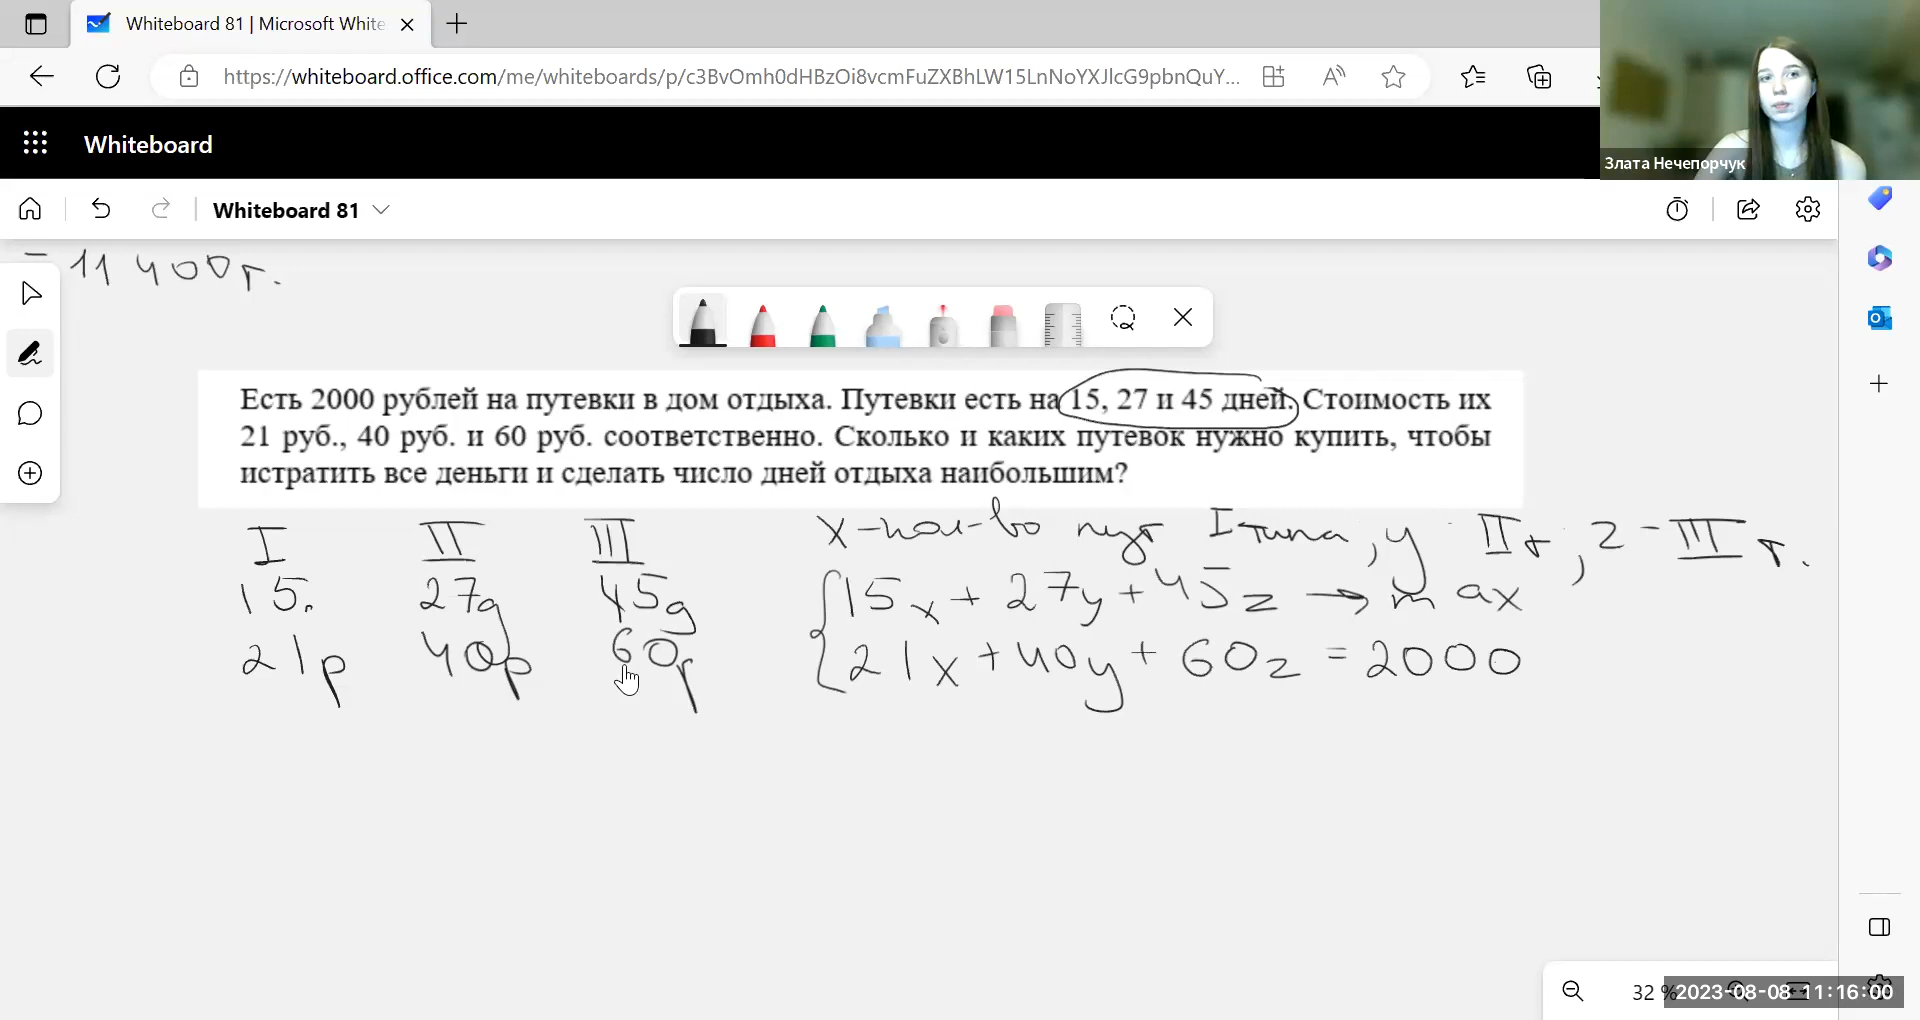 Whiteboard 81 | Microsoft White
https://whiteboard.office.com/me/whiteboards/p/c3BvOmh0dHBzOi8vcmFuZXBhLW15LnNoYXJlcG9pbnQuY...
Злата Нечепорчук
Whiteboard
Whiteboard 81
= 11 400г.
Есть 2000 рублей на путевки в дом отдыха. Путевки есть на 15, 27 и 45 дней. Стоимость их
21 руб., 40 руб. и 60 руб. соответственно. Сколько и каких путевок нужно купить, чтобы
истратить все деньги и сделать число дней отдыха наибольшим?
I II III x-кол-во пут I типа, y - II т, z - III т.
15. 27д 45д 15x + 27y + 45z → max
21р 40р 60р 21x + 40y + 60z = 2000
32 %
2023-08-08 11:16:00